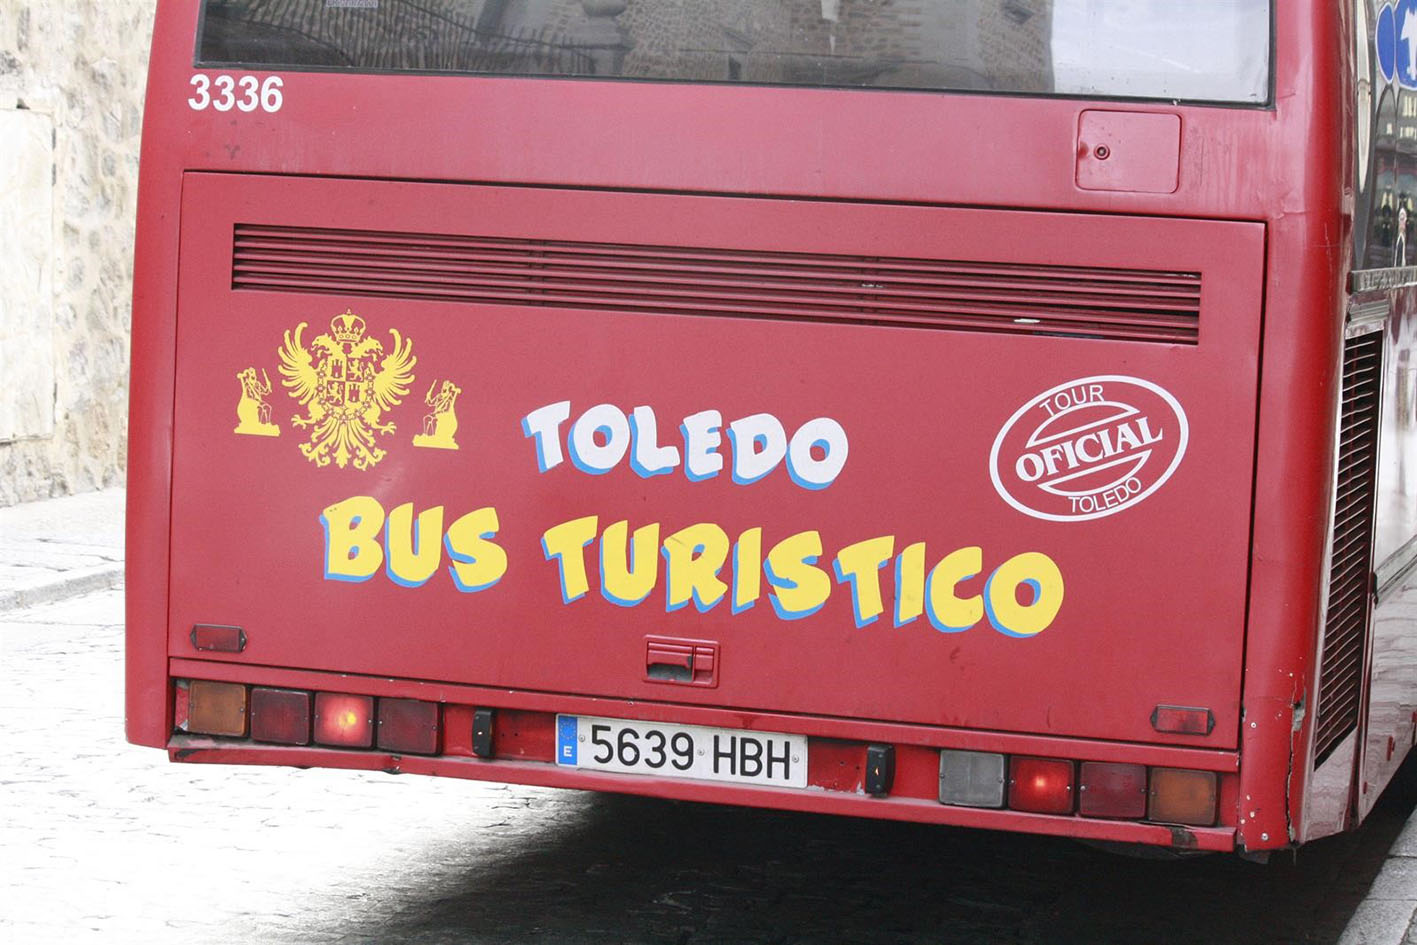 3336
TOLEDO
BUS TURISTICO
TOUR
OFICIAL
TOLEDO
E
5639 HBH